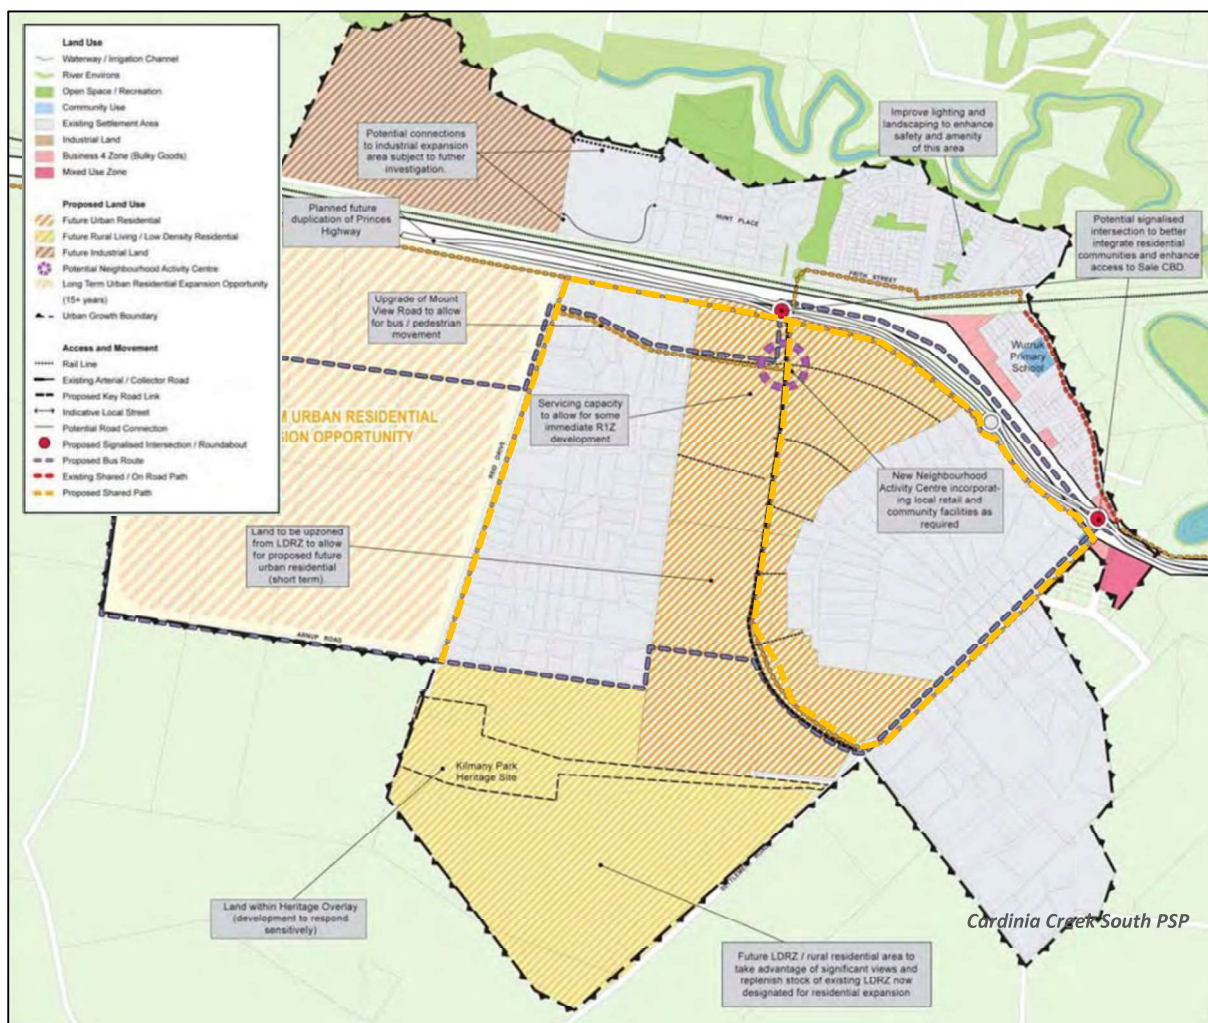 Land Use
Waterway / Irrigation Channel
River Environs
Open Space / Recreation
Community Use
Existing Settlement Area
Industrial Land
Business 4 Zone (Bulky Goods)
Mixed Use Zone
Proposed Land Use
Future Urban Residential
Future Rural Living / Low Density Residential
Future Industrial Land
Potential Neighbourhood Activity Centre
Long Term Urban Residential Expansion Opportunity
(15+ years)
Urban Growth Boundary
Access and Movement
Rail Line
Existing Arterial / Collector Road
Proposed Key Road Link
Indicative Local Street
Potential Road Connection
Proposed Signalised Intersection / Roundabout
Proposed Bus Route
Existing Shared / On Road Path
Proposed Shared Path
Potential connections
to industrial expansion
area subject to futher
investigation.
Improve lighting and
landscaping to enhance
safety and amenity
of this area
Planned future
duplication of Princes
Highway
HUNT PLACE
Potential signalised
intersection to better
integrate residential
communities and enhance
access to Sale CBD.
FRITH STREET
Upgrade of Mount
View Road to allow
for bus / pedestrian
movement
Wurruk
Primary
School
Servicing capacity
to allow for some
immediate R1Z
development
M URBAN RESIDENTIAL
SION OPPORTUNITY
REID DRIVE
New Neighbourhood
Activity Centre incorporat-
ing local retail and
community facilities as
required
Land to be upzoned
from LDRZ to allow
for proposed future
urban residential
(short term).
ARNUP ROAD
Kilmany Park
Heritage Site
Land within Heritage Overlay
(development to respond
sensitively)
Cardinia Creek South PSP
Future LDRZ / rural residential area to
take advantage of significant views and
replenish stock of existing LDRZ now
designated for residential expansion